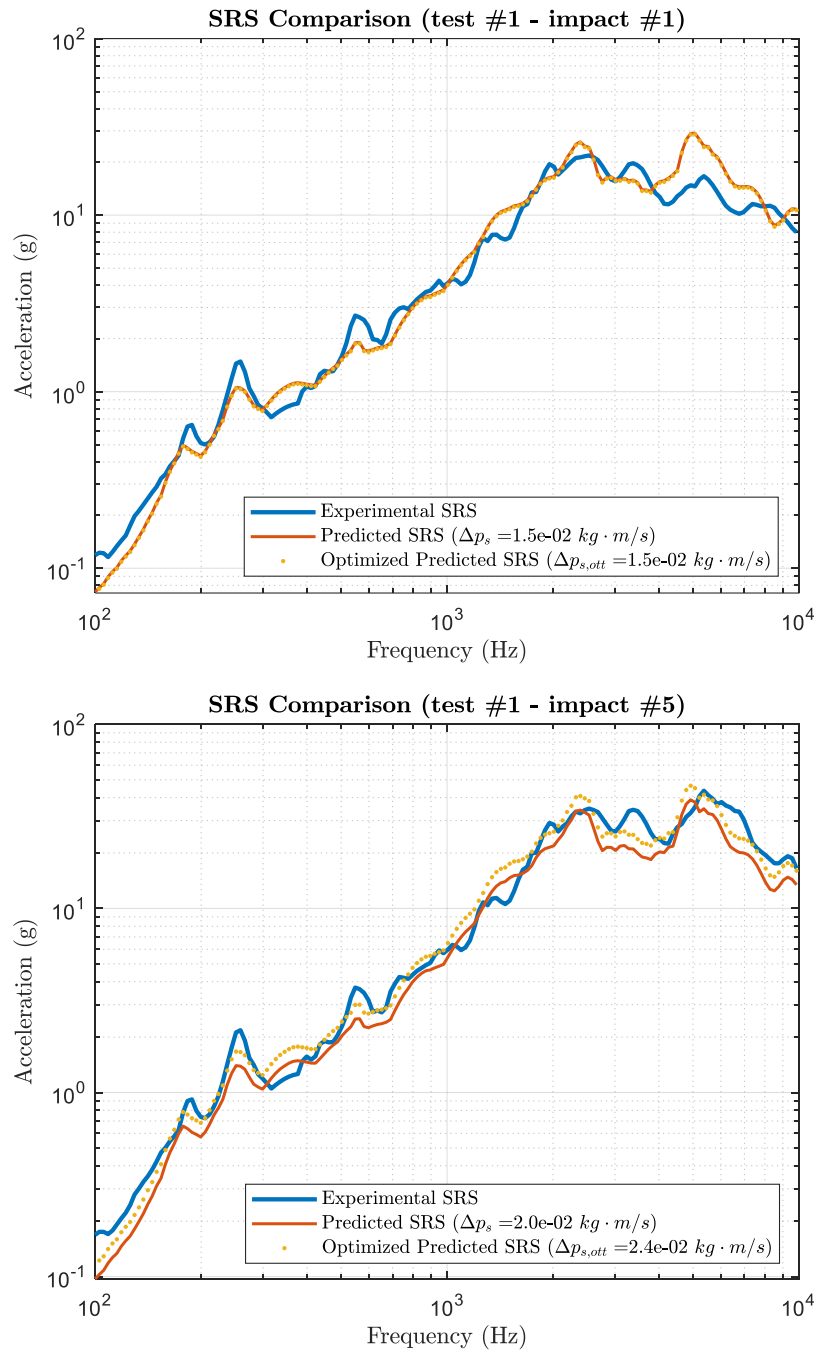 SRS Comparison (test #1 - impact #1)
10^2
10^1
10^0
10^-1
Acceleration (g)
Experimental SRS
Predicted SRS (Δp_s =1.5e-02 kg · m/s)
Optimized Predicted SRS (Δp_s,ott =1.5e-02 kg · m/s)
10^2 10^3 10^4
Frequency (Hz)
SRS Comparison (test #1 - impact #5)
10^2
10^1
10^0
10^-1
Acceleration (g)
Experimental SRS
Predicted SRS (Δp_s =2.0e-02 kg · m/s)
Optimized Predicted SRS (Δp_s,ott =2.4e-02 kg · m/s)
10^2 10^3 10^4
Frequency (Hz)